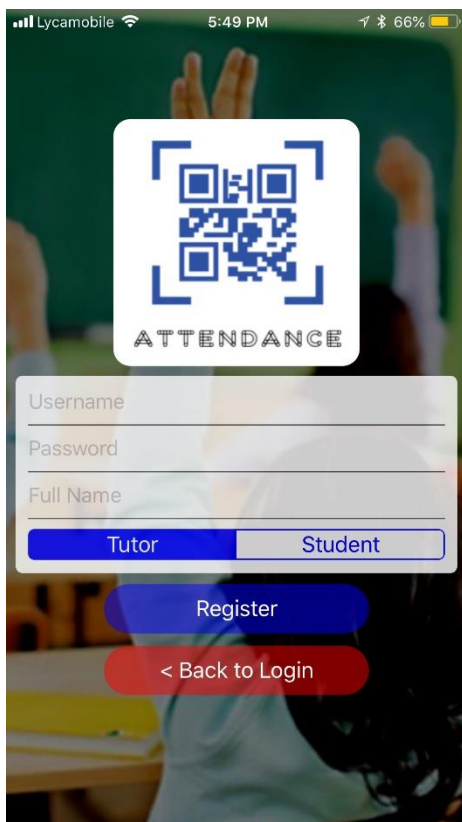 Lycamobile 5:49 PM 66%
ATTENDANCE
Username
Password
Full Name
Tutor Student
Register
< Back to Login